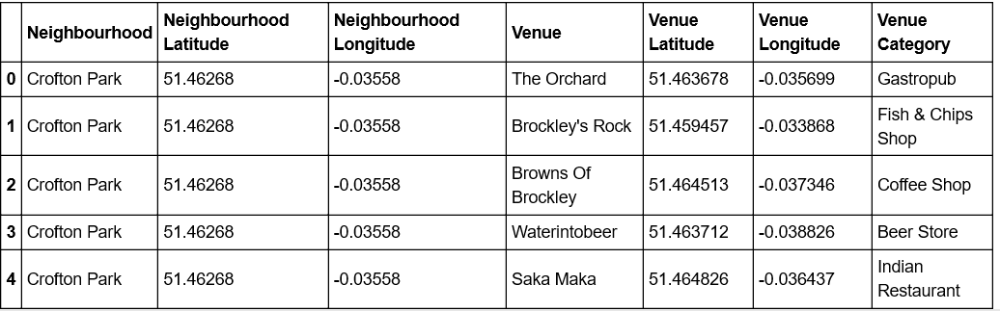 Neighbourhood Neighbourhood Latitude Neighbourhood Longitude Venue Venue Latitude Venue Longitude Venue Category
0 Crofton Park 51.46268 -0.03558 The Orchard 51.463678 -0.035699 Gastropub
1 Crofton Park 51.46268 -0.03558 Brockley's Rock 51.459457 -0.033868 Fish & Chips Shop
2 Crofton Park 51.46268 -0.03558 Browns Of Brockley 51.464513 -0.037346 Coffee Shop
3 Crofton Park 51.46268 -0.03558 Waterintobeer 51.463712 -0.038826 Beer Store
4 Crofton Park 51.46268 -0.03558 Saka Maka 51.464826 -0.036437 Indian Restaurant